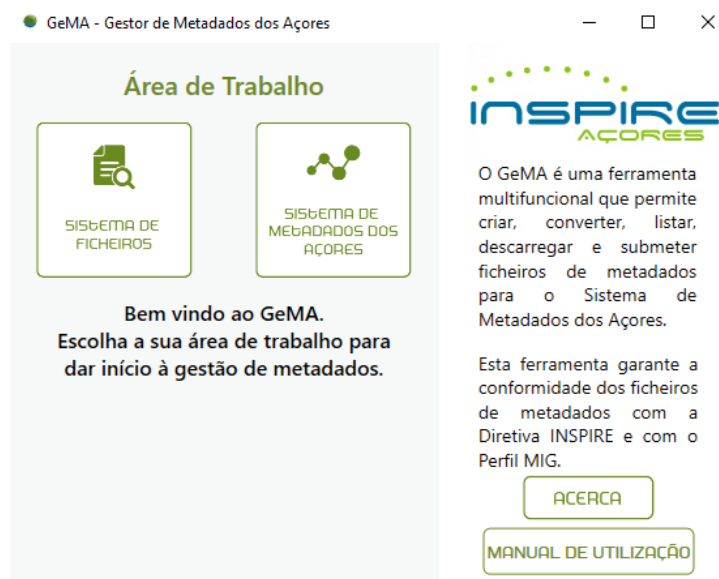 GeMA - Gestor de Metadados dos Açores
Área de Trabalho
SISTEMA DE
FICHEIROS
SISTEMA DE
METADADOS DOS
AÇORES
Bem vindo ao GeMA.
Escolha a sua área de trabalho para
dar início à gestão de metadados.
INSPIRE
AÇORES
O GeMA é uma ferramenta
multifuncional que permite
criar, converter, listar,
descarregar e submeter
ficheiros de metadados
para o Sistema de
Metadados dos Açores.
Esta ferramenta garante a
conformidade dos ficheiros
de metadados com a
Diretiva INSPIRE e com o
Perfil MIG.
ACERCA
MANUAL DE UTILIZAÇÃO